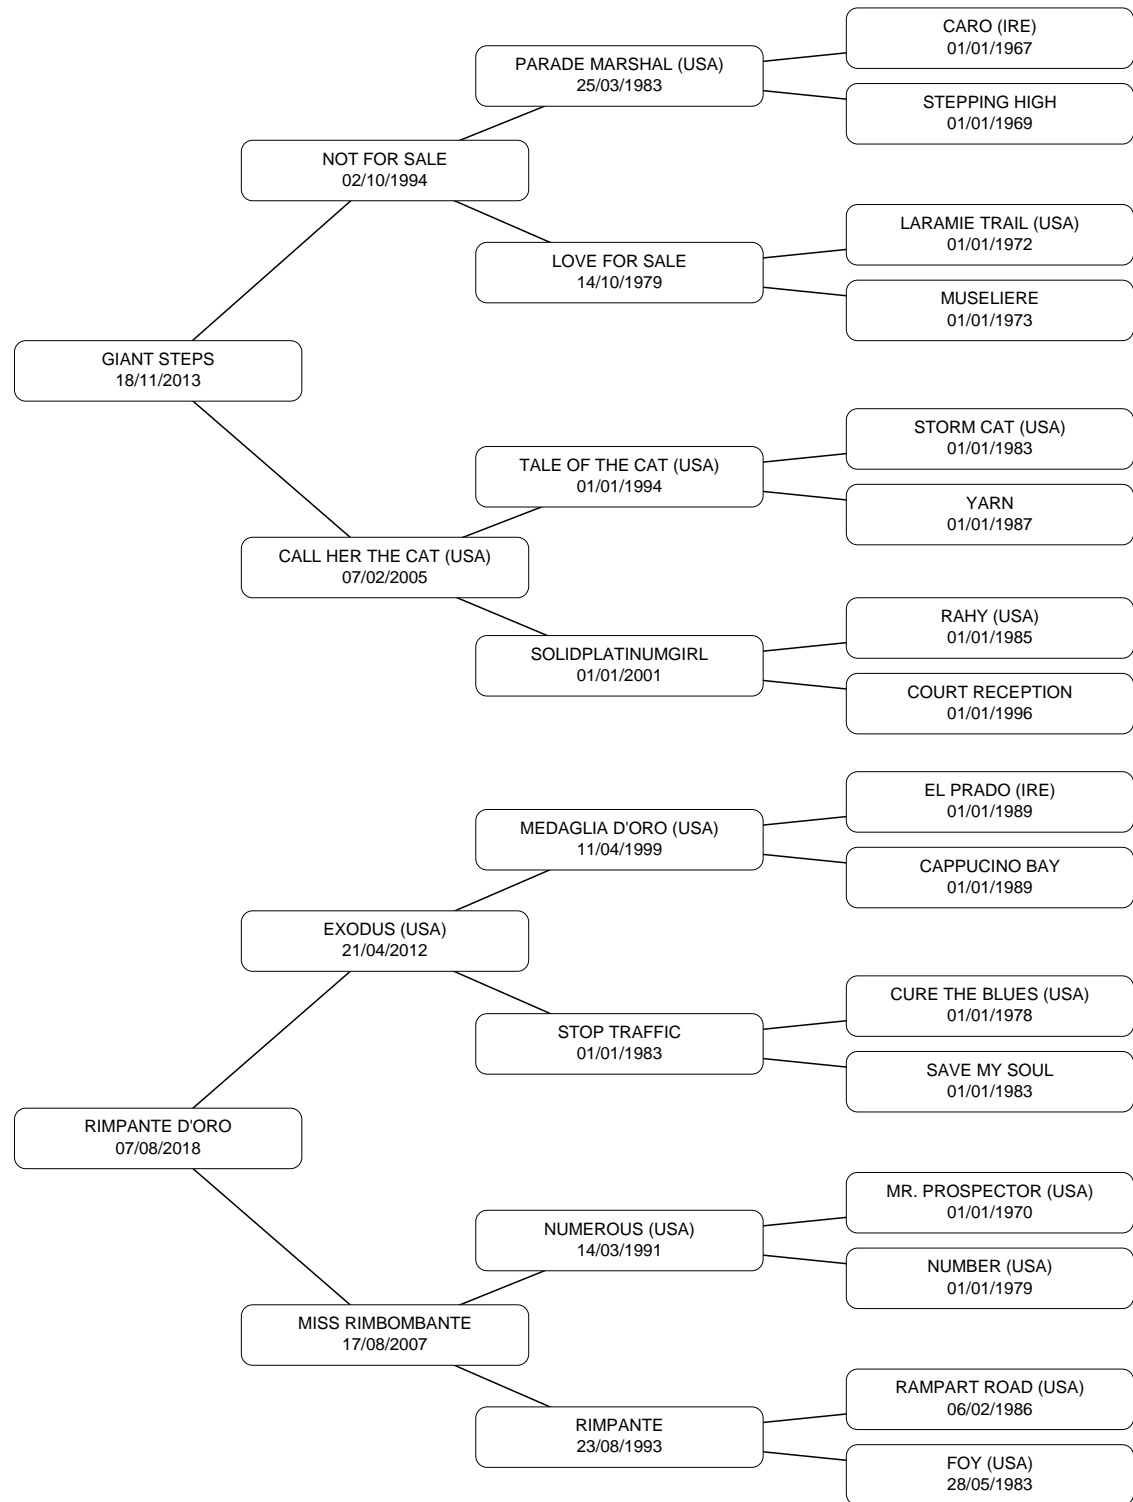 CARO (IRE)
01/01/1967
PARADE MARSHAL (USA)
25/03/1983
STEPPING HIGH
01/01/1969
NOT FOR SALE
02/10/1994
LARAMIE TRAIL (USA)
01/01/1972
LOVE FOR SALE
14/10/1979
MUSELIERE
01/01/1973
GIANT STEPS
18/11/2013
STORM CAT (USA)
01/01/1983
TALE OF THE CAT (USA)
01/01/1994
YARN
01/01/1987
CALL HER THE CAT (USA)
07/02/2005
RAHY (USA)
01/01/1985
SOLIDPLATINUMGIRL
01/01/2001
COURT RECEPTION
01/01/1996
EL PRADO (IRE)
01/01/1989
MEDAGLIA D'ORO (USA)
11/04/1999
CAPPUCINO BAY
01/01/1989
EXODUS (USA)
21/04/2012
CURE THE BLUES (USA)
01/01/1978
STOP TRAFFIC
01/01/1983
SAVE MY SOUL
01/01/1983
RIMPANTE D'ORO
07/08/2018
MR. PROSPECTOR (USA)
01/01/1970
NUMEROUS (USA)
14/03/1991
NUMBER (USA)
01/01/1979
MISS RIMBOMBANTE
17/08/2007
RAMPART ROAD (USA)
06/02/1986
RIMPANTE
23/08/1993
FOY (USA)
28/05/1983